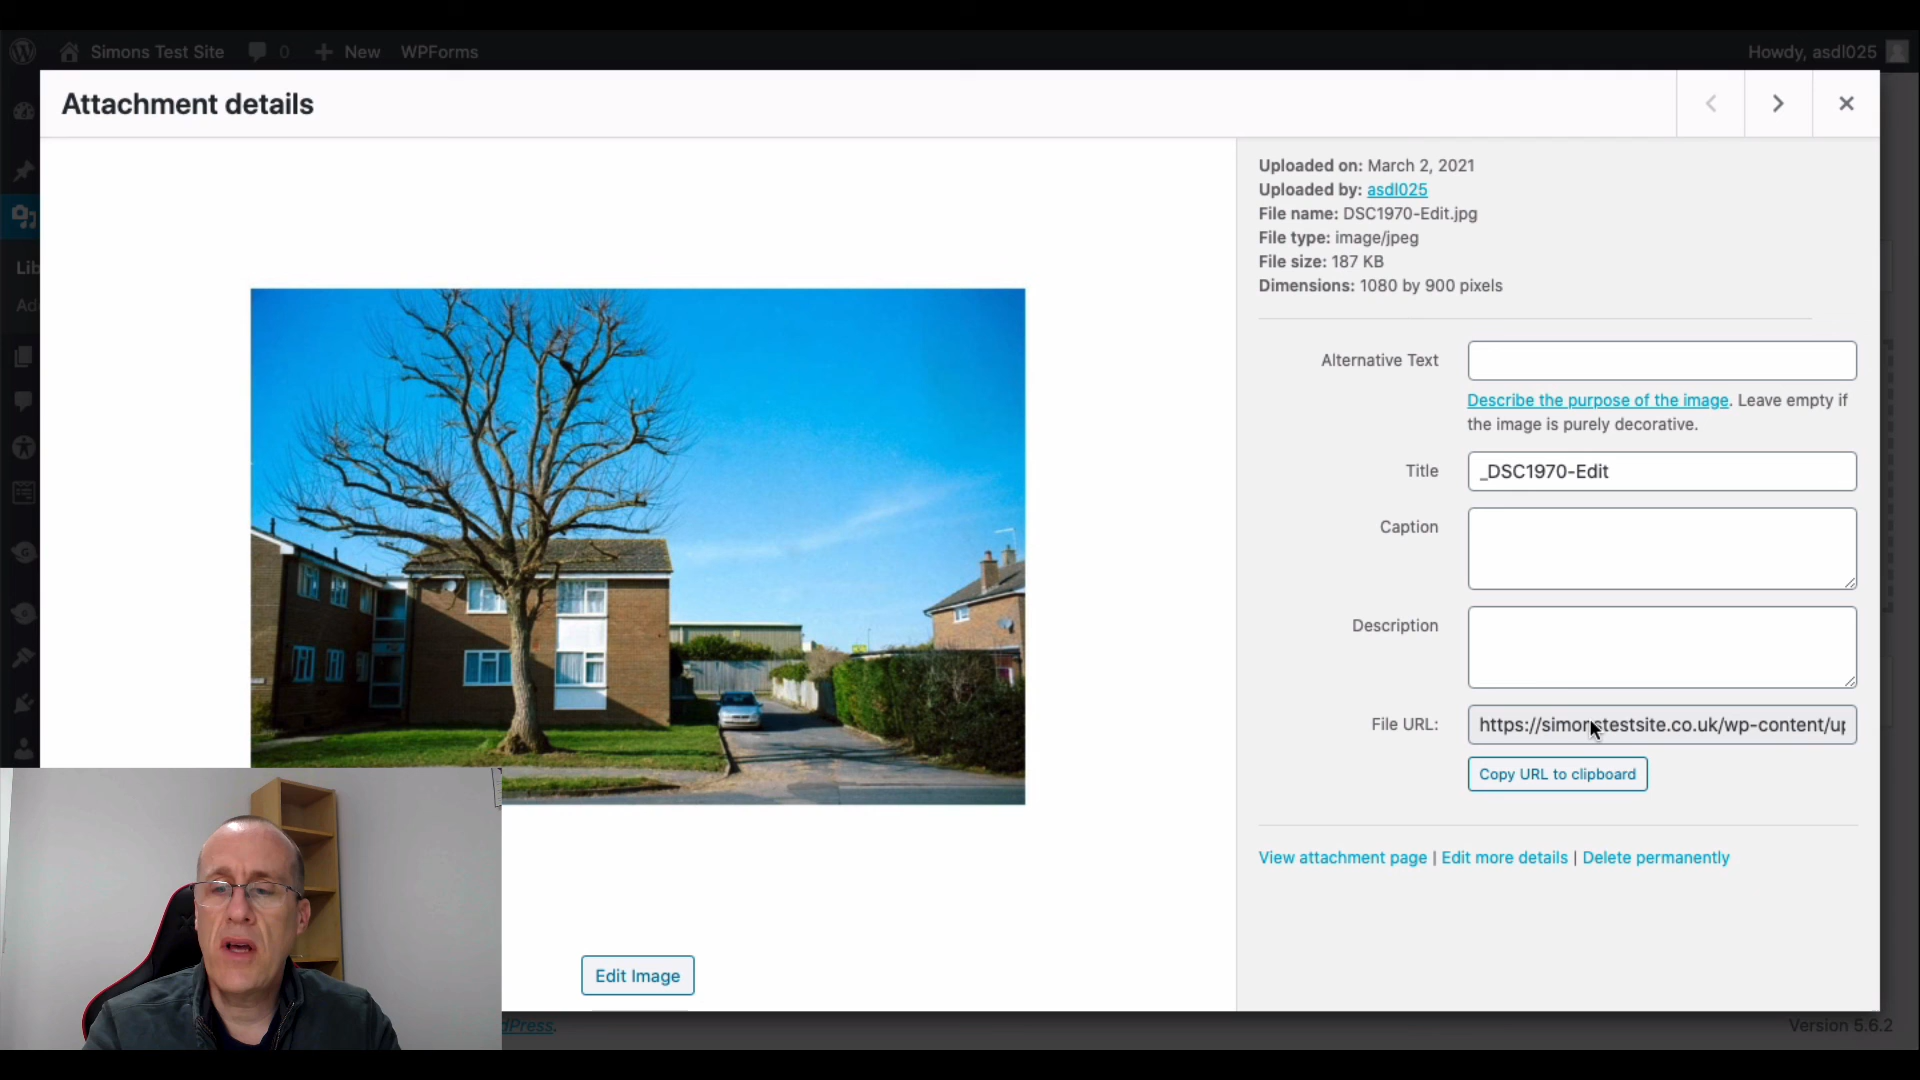 Simons Test Site 0 New WPForms Howdy, asdl025
Attachment details
Uploaded on: March 2, 2021
Uploaded by: asdl025
File name: DSC1970-Edit.jpg
File type: image/jpeg
File size: 187 KB
Dimensions: 1080 by 900 pixels
Lib
Ad
Alternative Text
Describe the purpose of the image. Leave empty if
the image is purely decorative.
Title _DSC1970-Edit
Caption
Description
File URL: https://simonstestsite.co.uk/wp-content/up
Copy URL to clipboard
View attachment page | Edit more details | Delete permanently
Edit Image
dPress.
Version 5.6.2